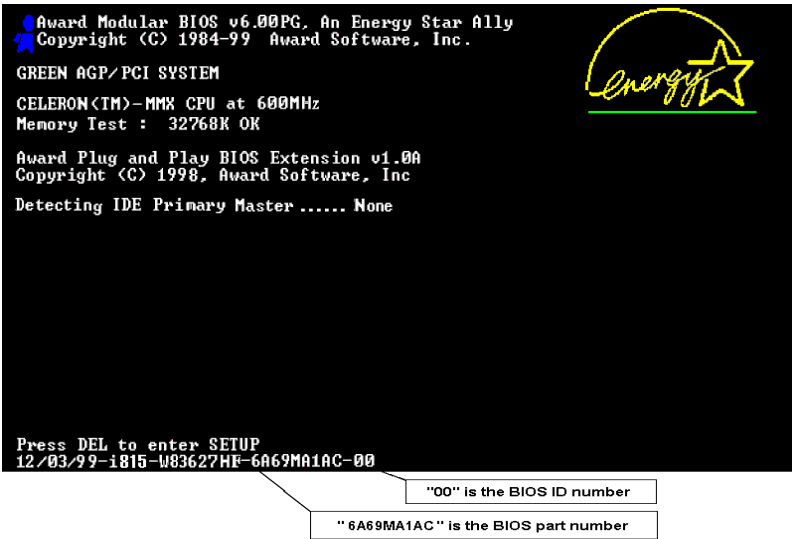 Award Modular BIOS v6.00PG, An Energy Star Ally
Copyright (C) 1984-99 Award Software, Inc.
energy
GREEN AGP/PCI SYSTEM
CELERON(TM)-MMX CPU at 600MHz
Memory Test : 32768K OK
Award Plug and Play BIOS Extension v1.0A
Copyright (C) 1998, Award Software, Inc
Detecting IDE Primary Master ...... None
Press DEL to enter SETUP
12/03/99-i815-W83627HF-6A69MA1AC-00
"00" is the BIOS ID number
" 6A69MA1AC " is the BIOS part number